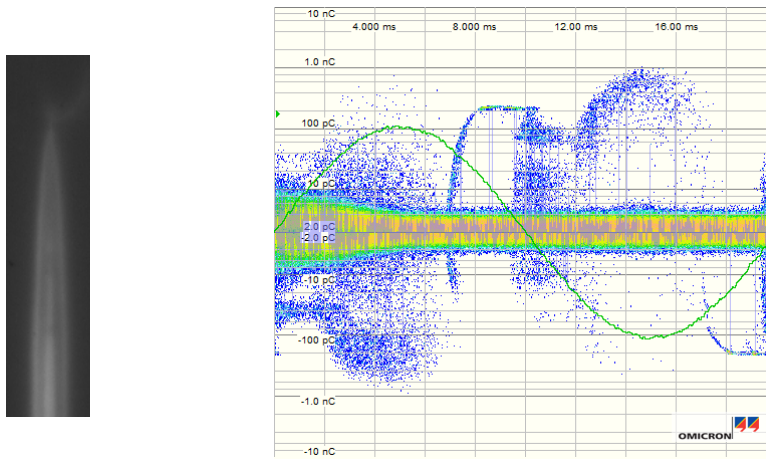 10 nC
4.000 ms 8.000 ms 12.00 ms 16.00 ms
1.0 nC
100 pC
10 pC
2.0 pC
-2.0 pC
-10 pC
-100 pC
-1.0 nC
-10 nC
OMICRON